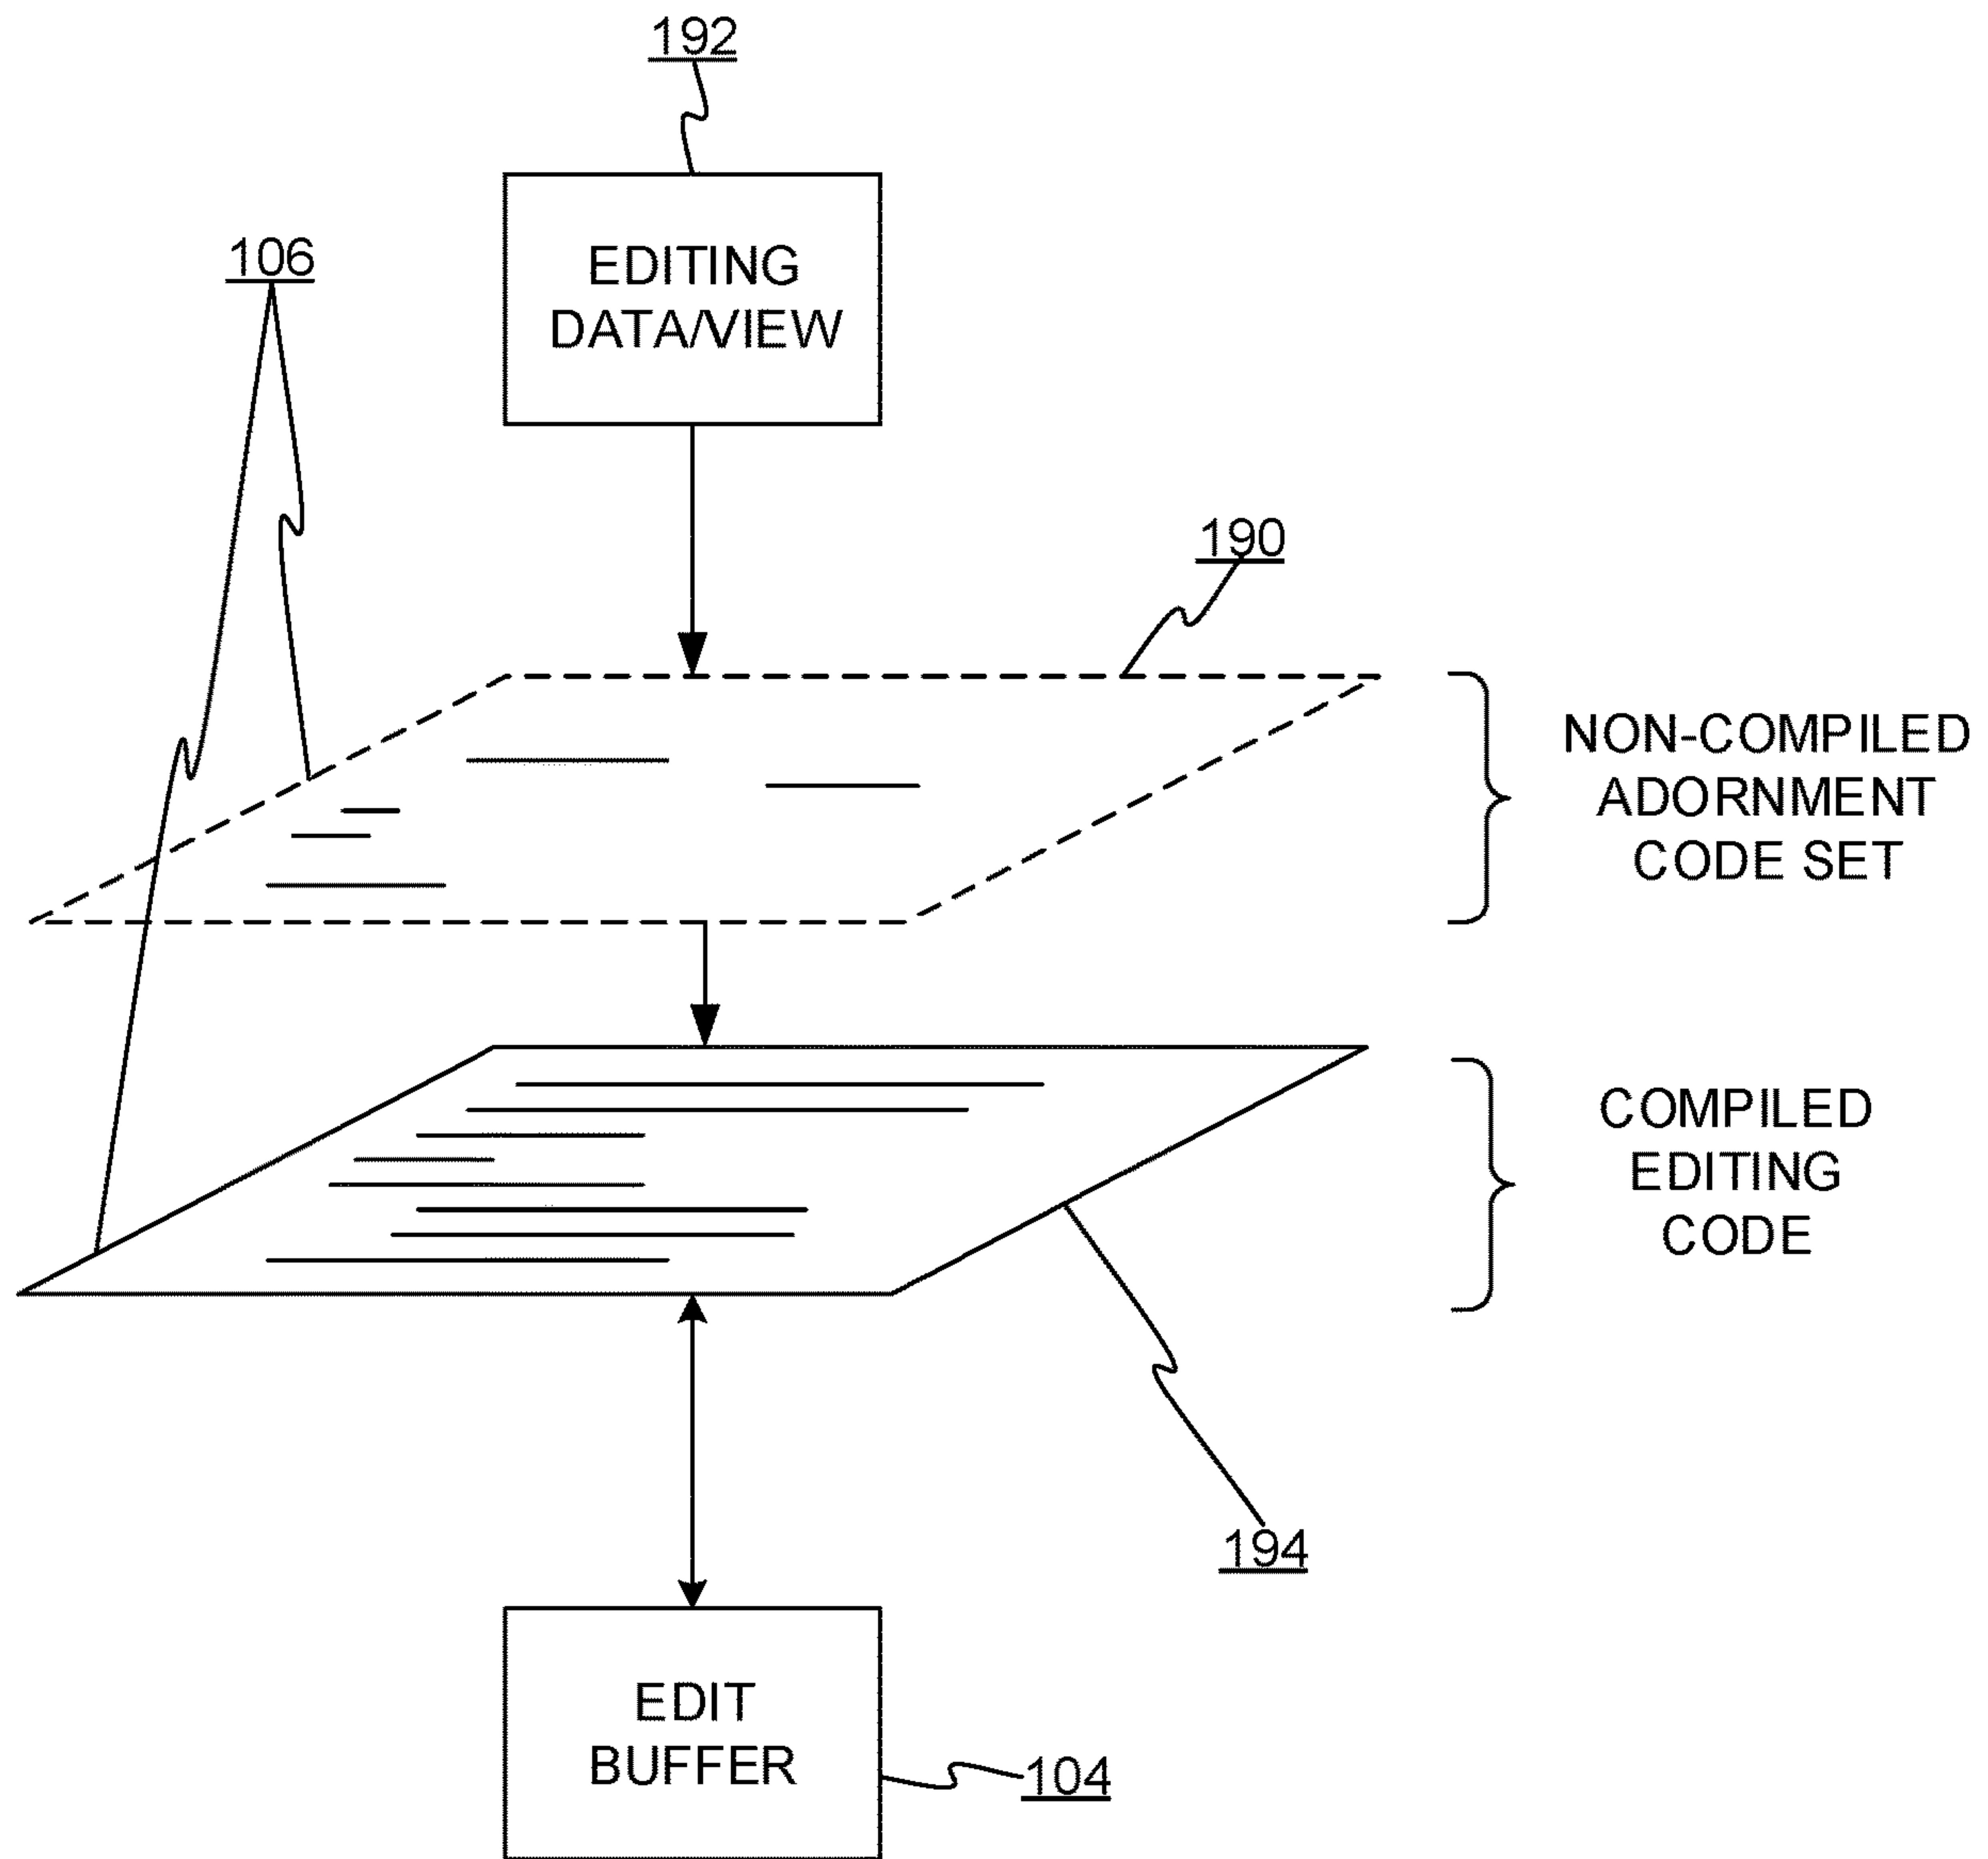 192
106
EDITING
DATA/VIEW
190
NON-COMPILED
ADORNMENT
CODE SET
COMPILED
EDITING
CODE
194
EDIT
BUFFER
104